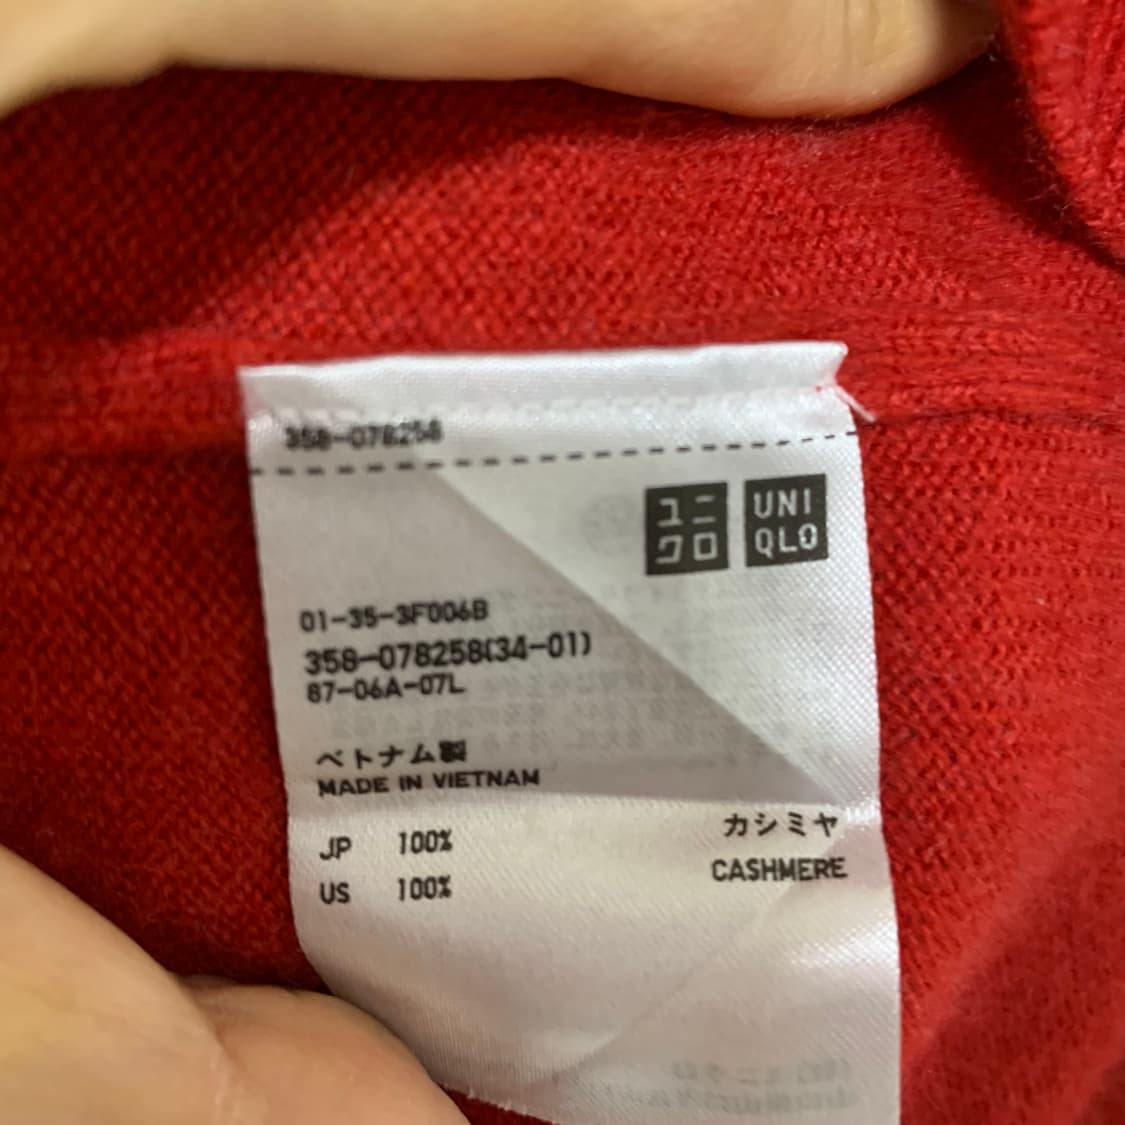 358-078258
ユニ
クロ
UNI
QLO
01-35-3F006B
358-078258(34-01)
87-06A-07L
ベトナム製
MADE IN VIETNAM
JP 100% カシミヤ
US 100% CASHMERE